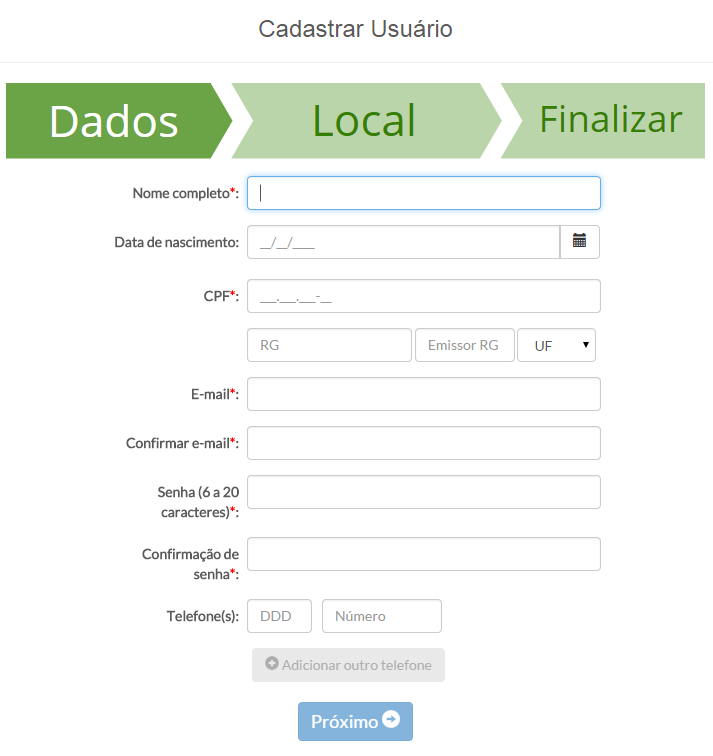 Cadastrar Usuário
Dados Local Finalizar
Nome completo*:
Data de nascimento: __/__/____
CPF*: ___.___.___-__
RG Emissor RG UF
E-mail*:
Confirmar e-mail*:
Senha (6 a 20
caracteres)*:
Confirmação de
senha*:
Telefone(s): DDD Número
Adicionar outro telefone
Próximo